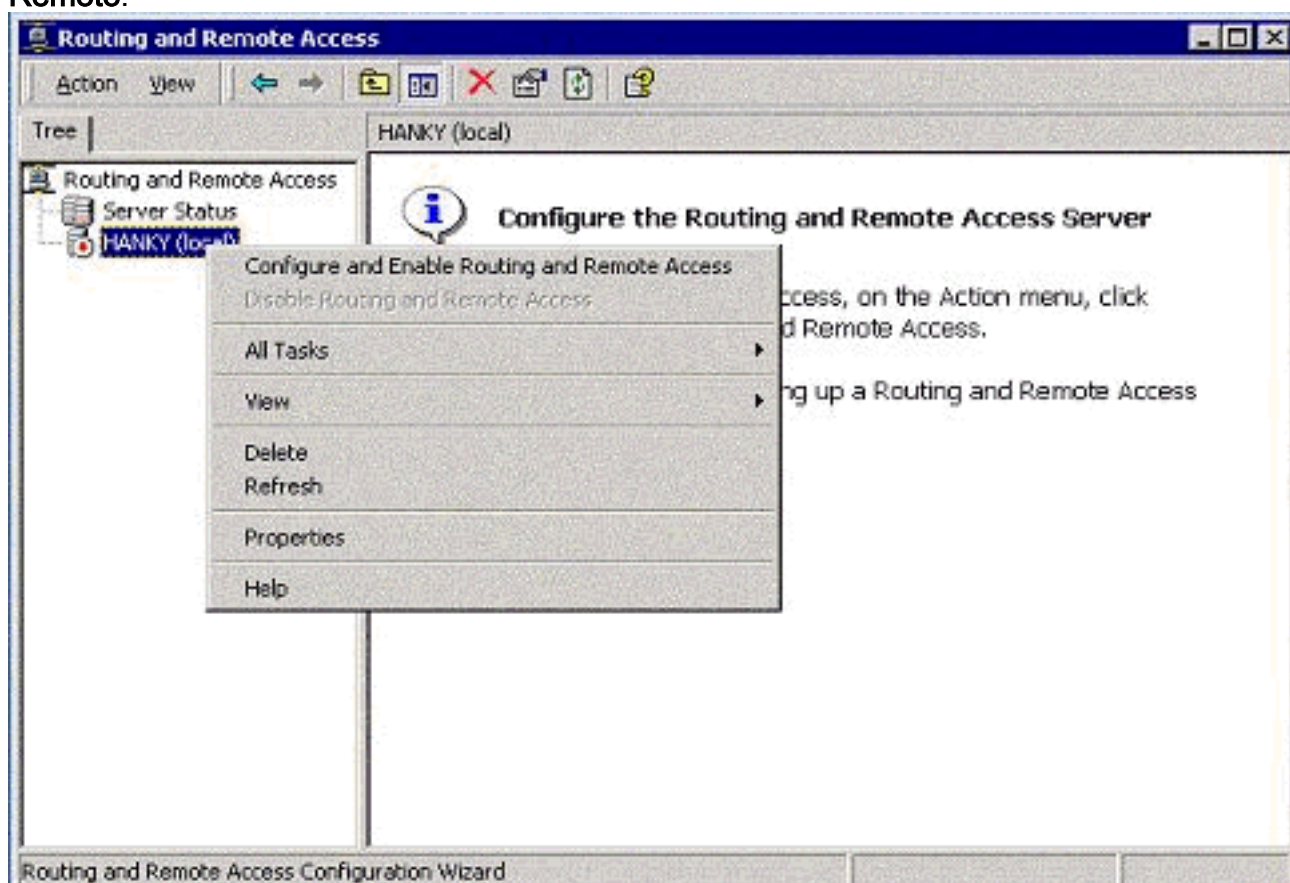 Remoto.
Routing and Remote Access
Action View
Tree
HANKY (local)
Routing and Remote Access
Server Status
HANKY (local)
Configure the Routing and Remote Access Server
Configure and Enable Routing and Remote Access
Disable Routing and Remote Access
All Tasks
View
Delete
Refresh
Properties
Help
ccess, on the Action menu, click
d Remote Access.
ng up a Routing and Remote Access
Routing and Remote Access Configuration Wizard